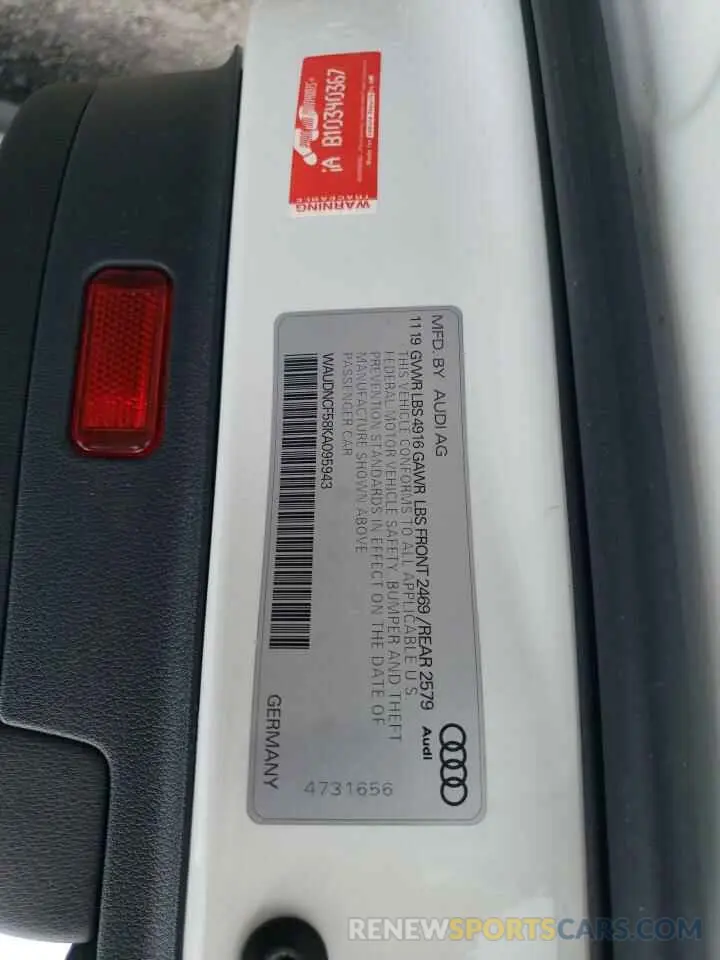 IA B10340367
WARNING
TRACEABLE
MFD. BY AUDI AG
11 19 GVWR LBS 4916 GAWR LBS FRONT 2469 /REAR 2579
THIS VEHICLE CONFORMS TO ALL APPLICABLE U S
FEDERAL MOTOR VEHICLE SAFETY, BUMPER AND THEFT
PREVENTION STANDARDS IN EFFECT ON THE DATE OF
MANUFACTURE SHOWN ABOVE
PASSENGER CAR
WAUDNCF58KA095943
Audi
4731656
GERMANY
RENEWSPORTSCARS.COM